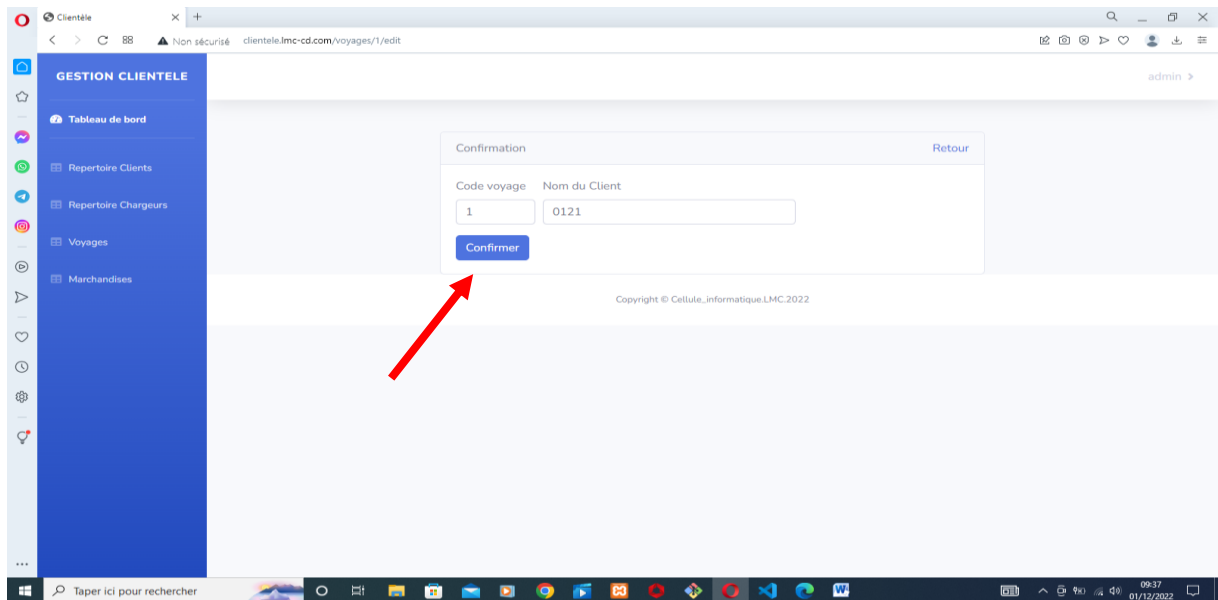 Clientèle
Non sécurisé clientele.lmc-cd.com/voyages/1/edit
GESTION CLIENTELE
admin
Tableau de bord
Confirmation Retour
Repertoire Clients
Code voyage Nom du Client
Repertoire Chargeurs
1 0121
Voyages
Confirmer
Marchandises
Copyright © Cellule_informatique.LMC.2022
Taper ici pour rechercher
09:37
01/12/2022